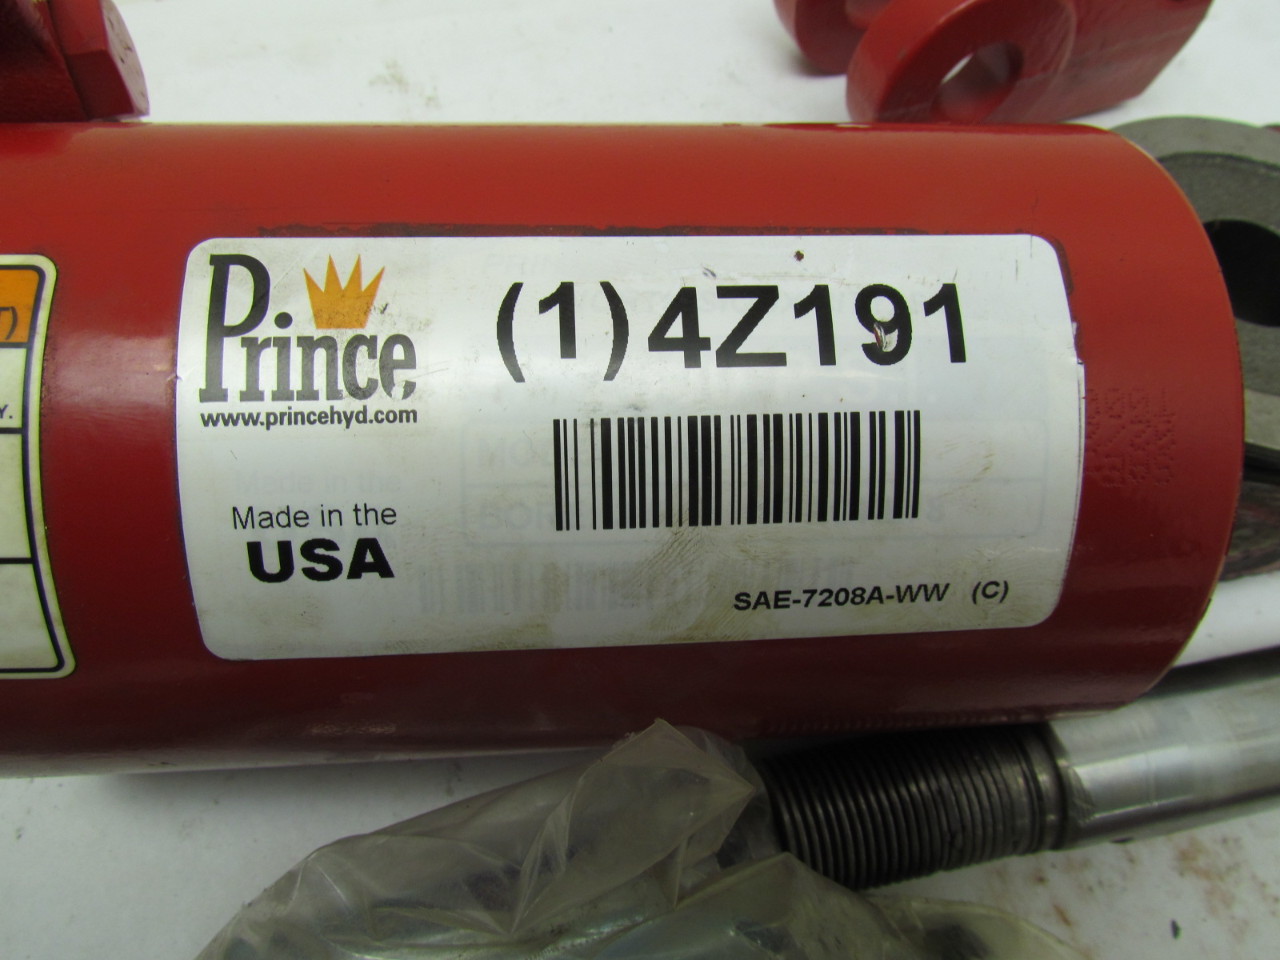 Prince
www.princehyd.com
(1)4Z191
Made in the
USA
SAE-7208A-WW (C)
Y.